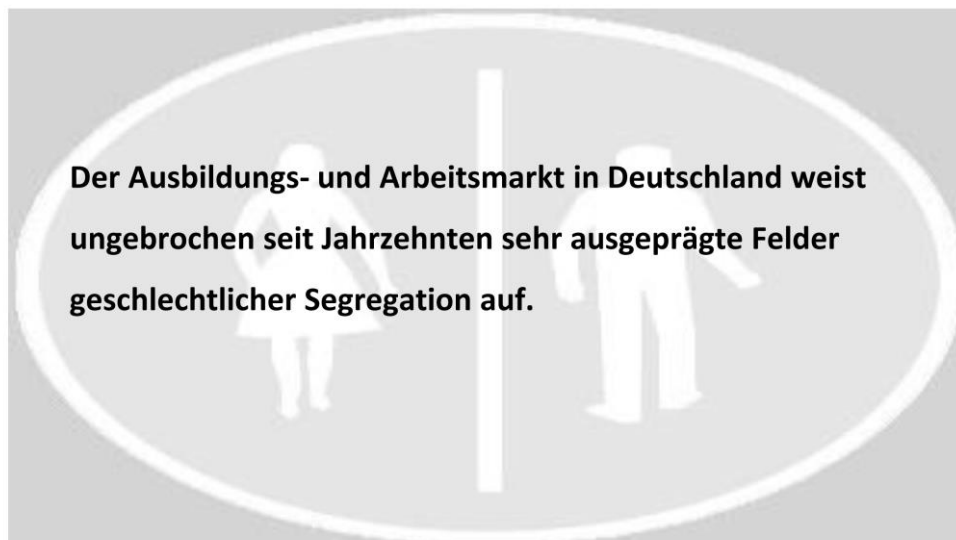 Der Ausbildungs- und Arbeitsmarkt in Deutschland weist
ungebrochen seit Jahrzehnten sehr ausgeprägte Felder
geschlechtlicher Segregation auf.